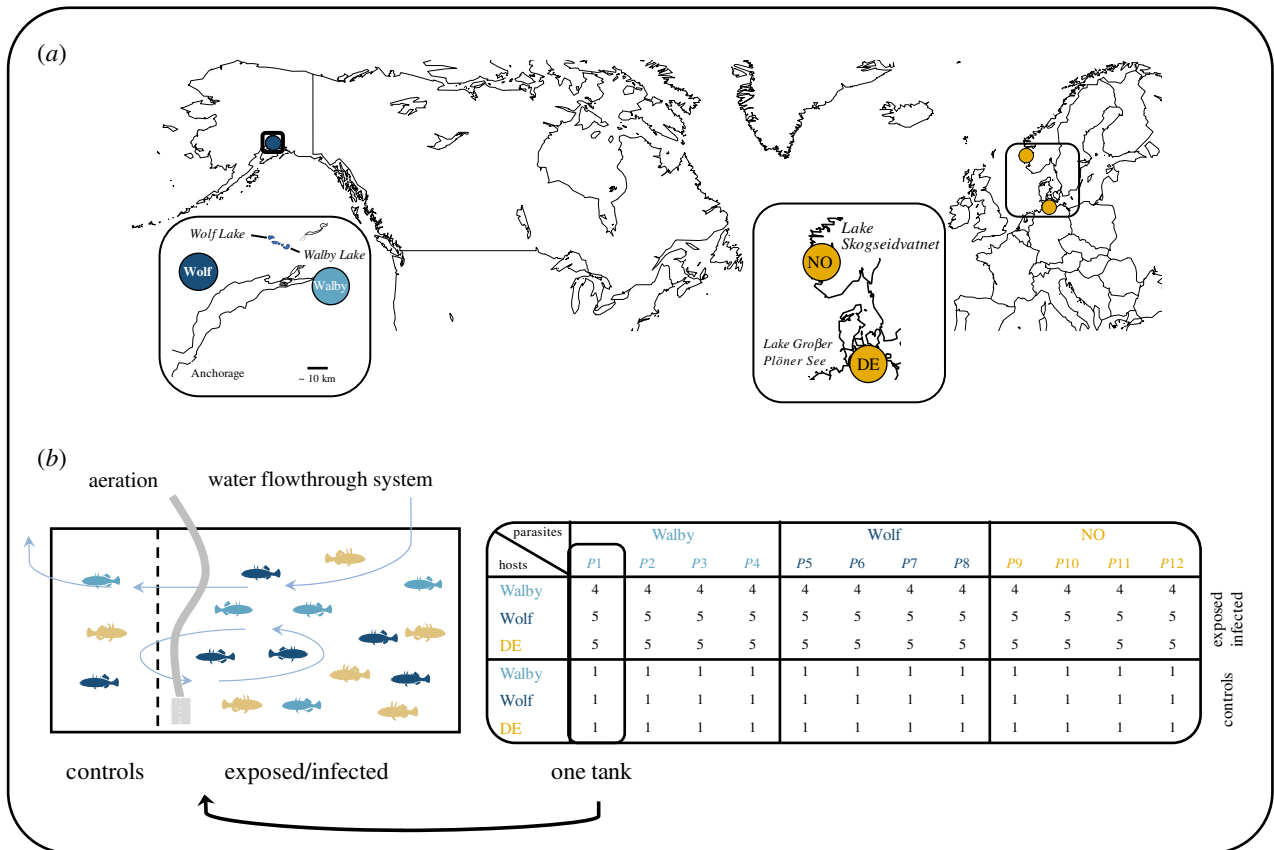 (a)
Wolf Lake
Walby Lake
Wolf
Walby
Anchorage
~ 10 km
Lake
Skogseidvatnet
NO
Lake Großer
Plöner See
DE
(b)
aeration
water flowthrough system
controls
exposed/infected
one tank
parasites Walby Wolf NO
hosts P1 P2 P3 P4 P5 P6 P7 P8 P9 P10 P11 P12
Walby 4 4 4 4 4 4 4 4 4 4 4 4
Wolf 5 5 5 5 5 5 5 5 5 5 5 5
DE 5 5 5 5 5 5 5 5 5 5 5 5
exposed
infected
Walby 1 1 1 1 1 1 1 1 1 1 1 1
Wolf 1 1 1 1 1 1 1 1 1 1 1 1
DE 1 1 1 1 1 1 1 1 1 1 1 1
controls